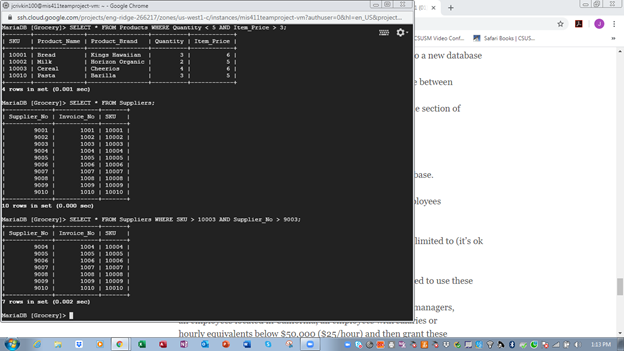 jcnivkin100@mis411teamproject-vm: ~ - Google Chrome
ssh.cloud.google.com/projects/eng-ridge-266217/zones/us-west1-c/instances/mis411teamproject-vm?authuser=0&hl=en_US&project...
MariaDB [Grocery]> SELECT * FROM Products WHERE Quantity < 5 AND Item_Price > 3;
| SKU | Product_Name | Product_Brand | Quantity | Item_Price |
| 10001 | Bread | Kings Hawaiian | 3 | 6 |
| 10002 | Milk | Horizon Organic | 2 | 5 |
| 10003 | Cereal | Cheerios | 4 | 6 |
| 10010 | Pasta | Barilla | 3 | 5 |
4 rows in set (0.001 sec)
MariaDB [Grocery]> SELECT * FROM Suppliers;
| Supplier_No | Invoice_No | SKU |
| 9001 | 1001 | 10001 |
| 9002 | 1002 | 10002 |
| 9003 | 1003 | 10003 |
| 9004 | 1004 | 10004 |
| 9005 | 1005 | 10005 |
| 9006 | 1006 | 10006 |
| 9007 | 1007 | 10007 |
| 9008 | 1008 | 10008 |
| 9009 | 1009 | 10009 |
| 9010 | 1010 | 10010 |
10 rows in set (0.000 sec)
MariaDB [Grocery]> SELECT * FROM Suppliers WHERE SKU > 10003 AND Supplier_No > 9003;
| Supplier_No | Invoice_No | SKU |
| 9004 | 1004 | 10004 |
| 9005 | 1005 | 10005 |
| 9006 | 1006 | 10006 |
| 9007 | 1007 | 10007 |
| 9008 | 1008 | 10008 |
| 9009 | 1009 | 10009 |
| 9010 | 1010 | 10010 |
7 rows in set (0.002 sec)
MariaDB [Grocery]>
CSUSM Video Conf...
Safari Books | CSUS...
o a new database
e between
e section of
base.
ployees
limited to (it's ok
ed to use these
managers,
hourly equivalents below $50,000 ($25/hour) and then grant these
1:13 PM